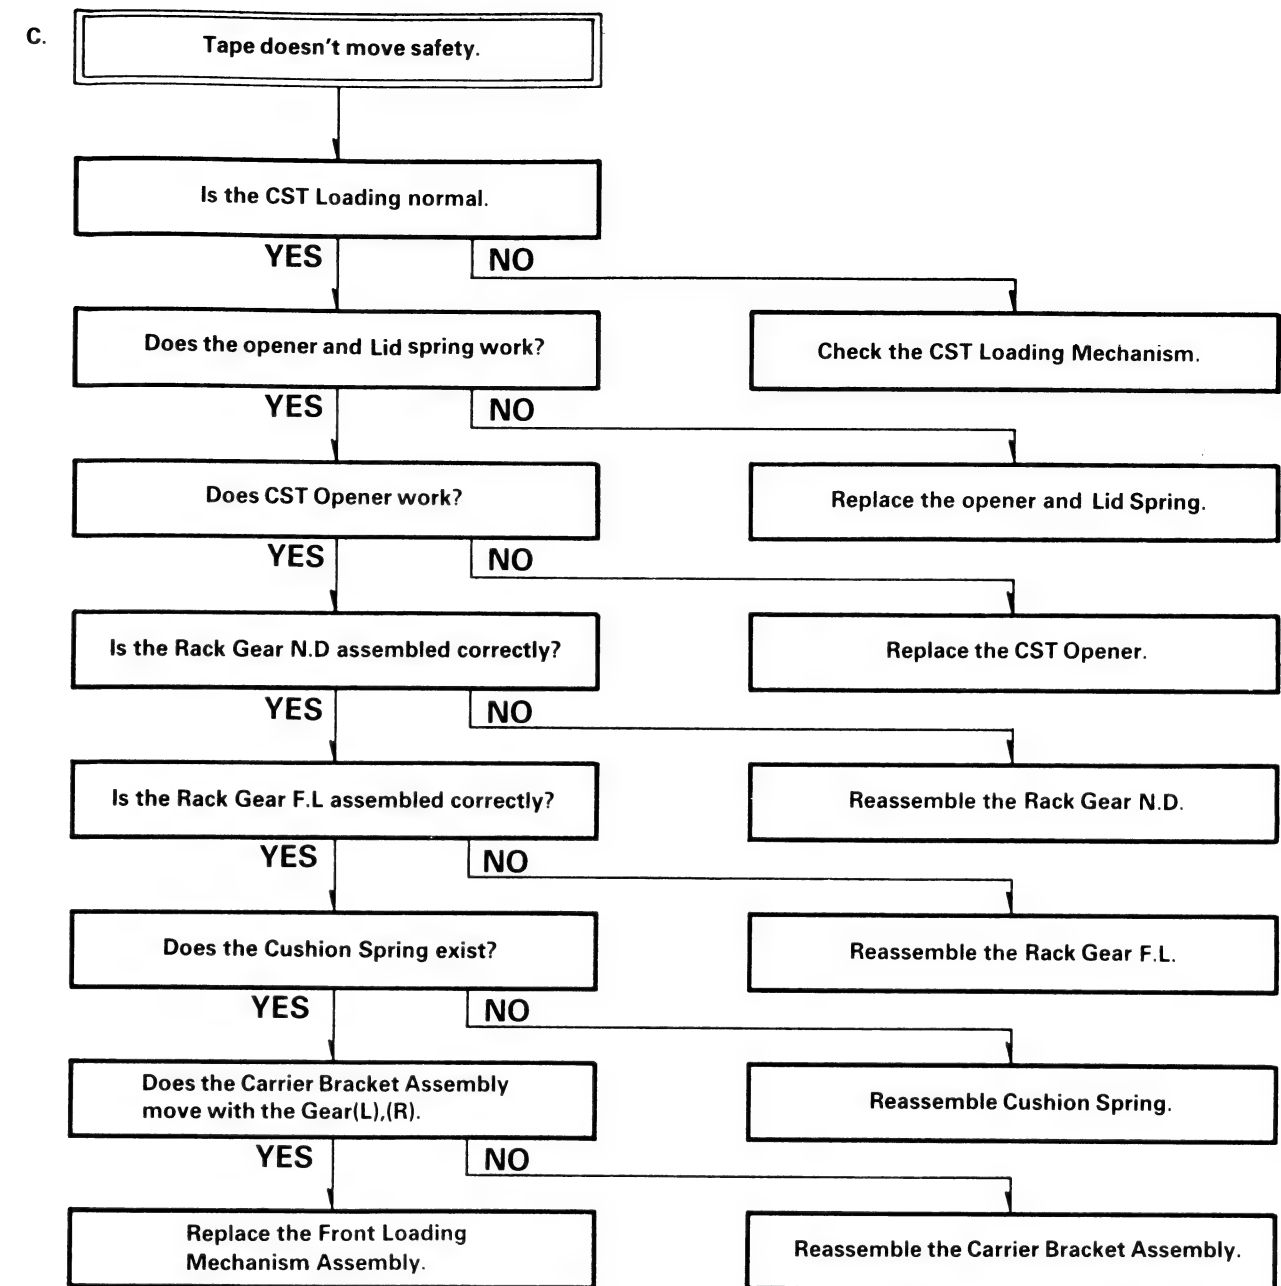 C.
Tape doesn't move safety.
Is the CST Loading normal.
YES
NO
Does the opener and Lid spring work?
Check the CST Loading Mechanism.
YES
NO
Does CST Opener work?
Replace the opener and Lid Spring.
YES
NO
Is the Rack Gear N.D assembled correctly?
Replace the CST Opener.
YES
NO
Is the Rack Gear F.L assembled correctly?
Reassemble the Rack Gear N.D.
YES
NO
Does the Cushion Spring exist?
Reassemble the Rack Gear F.L.
YES
NO
Does the Carrier Bracket Assembly
move with the Gear(L),(R).
Reassemble Cushion Spring.
YES
NO
Replace the Front Loading
Mechanism Assembly.
Reassemble the Carrier Bracket Assembly.